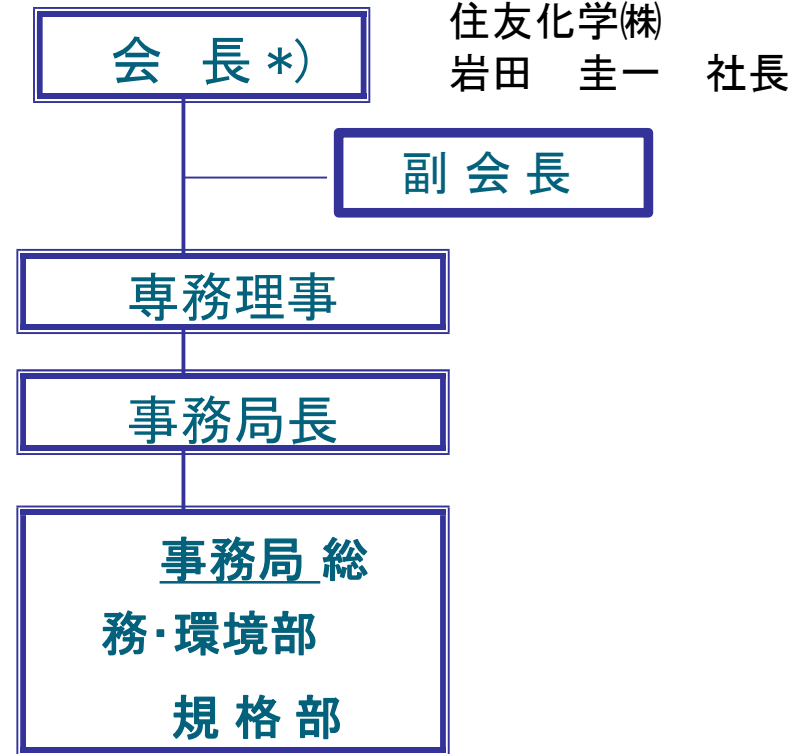 会 長 *)
住友化学㈱
岩田 圭一 社長
副 会 長
専務理事
事務局長
事務局 総
務・環境部
規 格 部